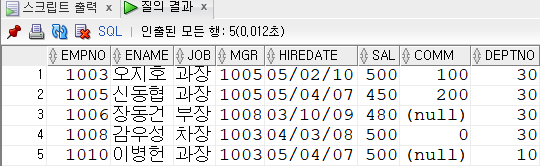 스크립트 출력 × 질의 결과 ×
SQL | 인출된 모든 행: 5(0,012초)
EMPNO ENAME JOB MGR HIREDATE SAL COMM DEPTNO
1 1003 오지호 과장 1005 05/02/10 500 100 30
2 1005 신동협 과장 1005 05/04/07 450 200 30
3 1006 장동건 부장 1008 03/10/09 480 (null) 30
4 1008 감우성 차장 1003 04/03/08 500 0 30
5 1010 이병헌 과장 1003 05/04/07 500 (null) 10